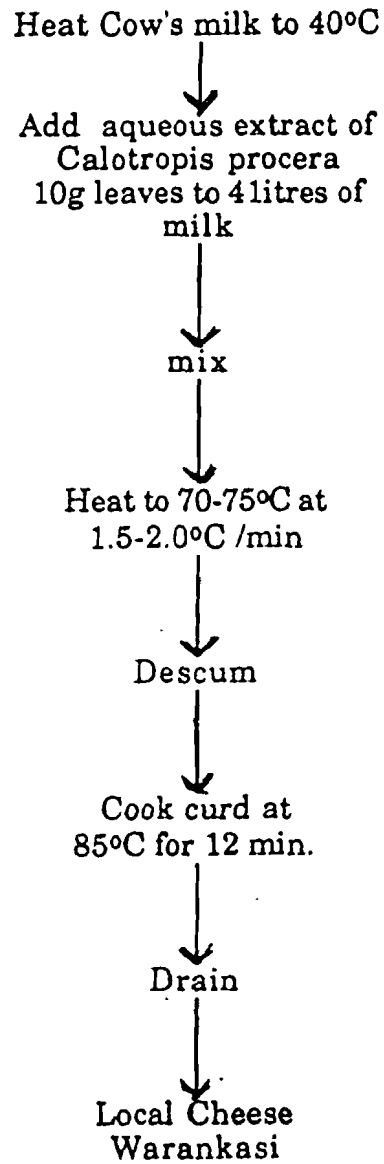 Heat Cow's milk to 40ºC
Add aqueous extract of
Calotropis procera
10g leaves to 4litres of
milk
mix
Heat to 70-75ºC at
1.5-2.0ºC /min
Descum
Cook curd at
85ºC for 12 min.
Drain
Local Cheese
Warankasi